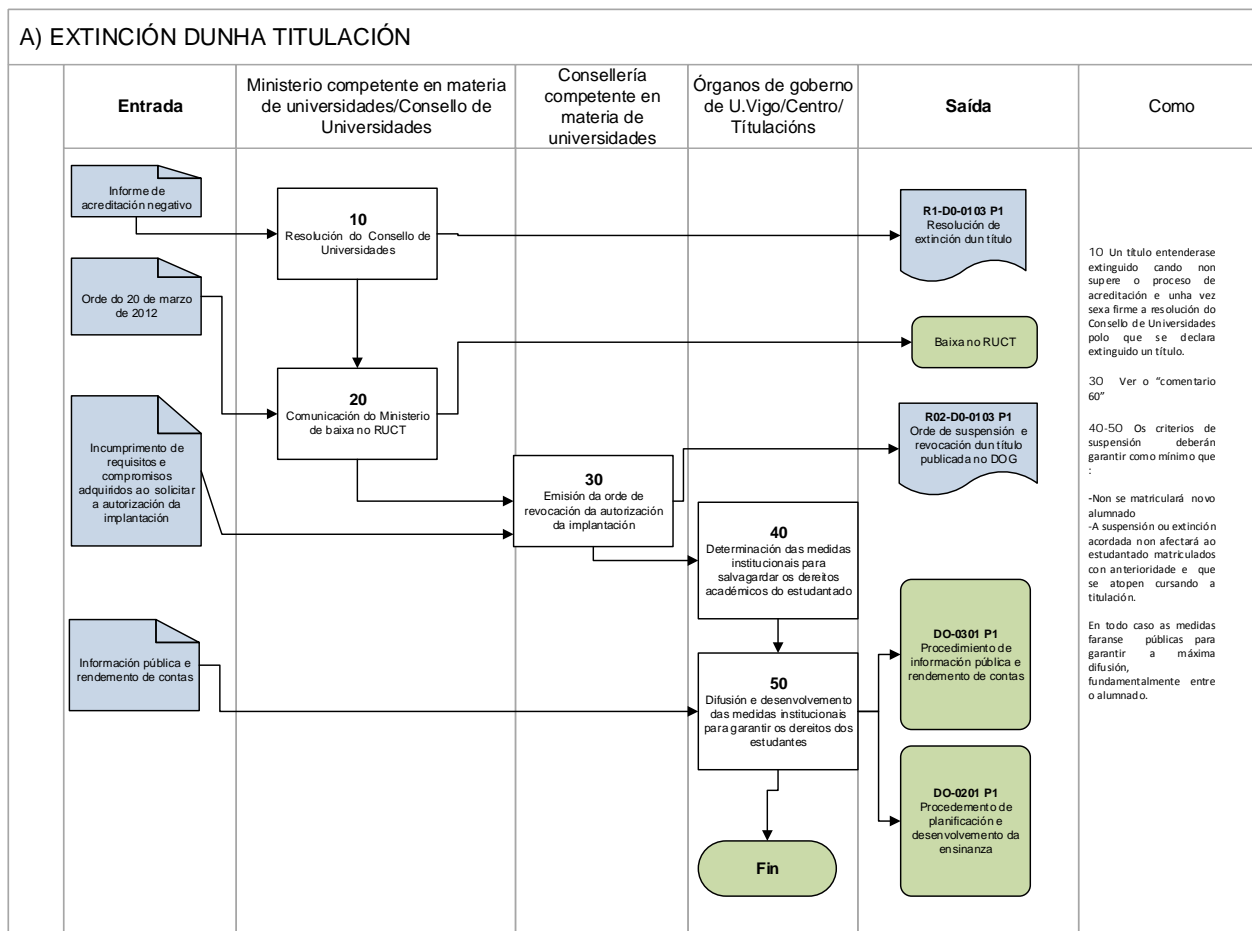 A) EXTINCIÓN DUNHA TITULACIÓN
Entrada
Ministerio competente en materia
de universidades/Consello de
Universidades
Consellería
competente en
materia de
universidades
Órganos de goberno
de U.Vigo/Centro/
Títulacións
Saída
Como
Informe de
acreditación negativo
10
Resolución do Consello de
Universidades
R1-D0-0103 P1
Resolución de
extinción dun título
Orde do 20 de marzo
de 2012
Baixa no RUCT
20
Comunicación do Ministerio
de baixa no RUCT
Incumprimento de
requisitos e
compromisos
adquiridos ao solicitar
a autorización da
implantación
R02-D0-0103 P1
Orde de suspensión e
revocación dun título
publicada no DOG
30
Emisión da orde de
revocación da autorización
da implantación
40
Determinación das medidas
institucionais para
salvagardar os dereitos
académicos do estudantado
Información pública e
rendemento de contas
50
Difusión e desenvolvemento
das medidas institucionais
para garantir os dereitos dos
estudantes
DO-0301 P1
Procedimiento de
información pública e
rendemento de contas
DO-0201 P1
Procedemento de
planificación e
desenvolvemento da
ensinanza
Fin
10 Un título entenderase
extinguido cando non
supere o proceso de
acreditación e unha vez
sexa firme a resolución do
Consello de Universidades
polo que se declara
extinguido un título.
30 Ver o "comentario
60"
40-50 Os criterios de
suspensión deberán
garantir como mínimo que
:
-Non se matriculará novo
alumnado
-A suspensión ou extinción
acordada non afectará ao
estudantado matriculados
con anterioridade e que
se atopen cursando a
titulación.
En todo caso as medidas
faranse públicas para
garantir a máxima
difusión,
fundamentalmente entre
o alumnado.